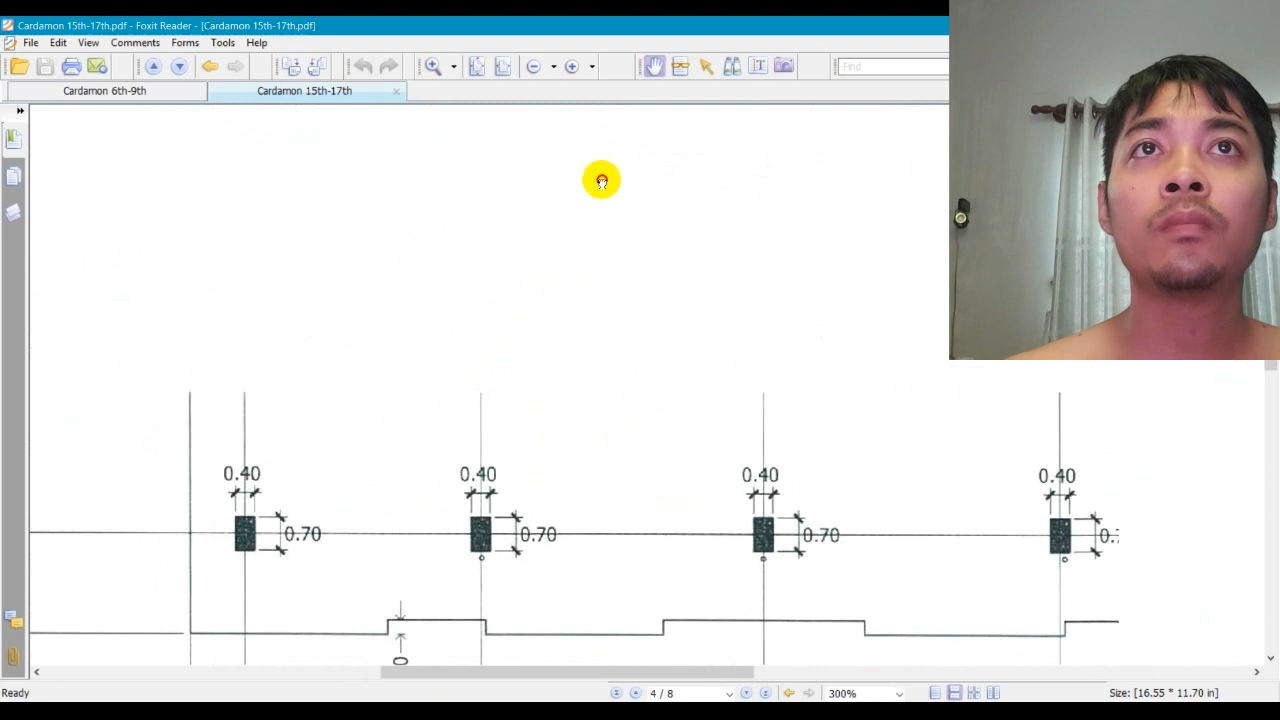 Cardamon 15th-17th.pdf - Foxit Reader - [Cardamon 15th-17th.pdf]
File Edit View Comments Forms Tools Help
Find
Cardamon 6th-9th Cardamon 15th-17th
0.40 0.40 0.40 0.40
0.70 0.70 0.70 0.
0
Ready 4 / 8 300% Size: [16.55 * 11.70 in]